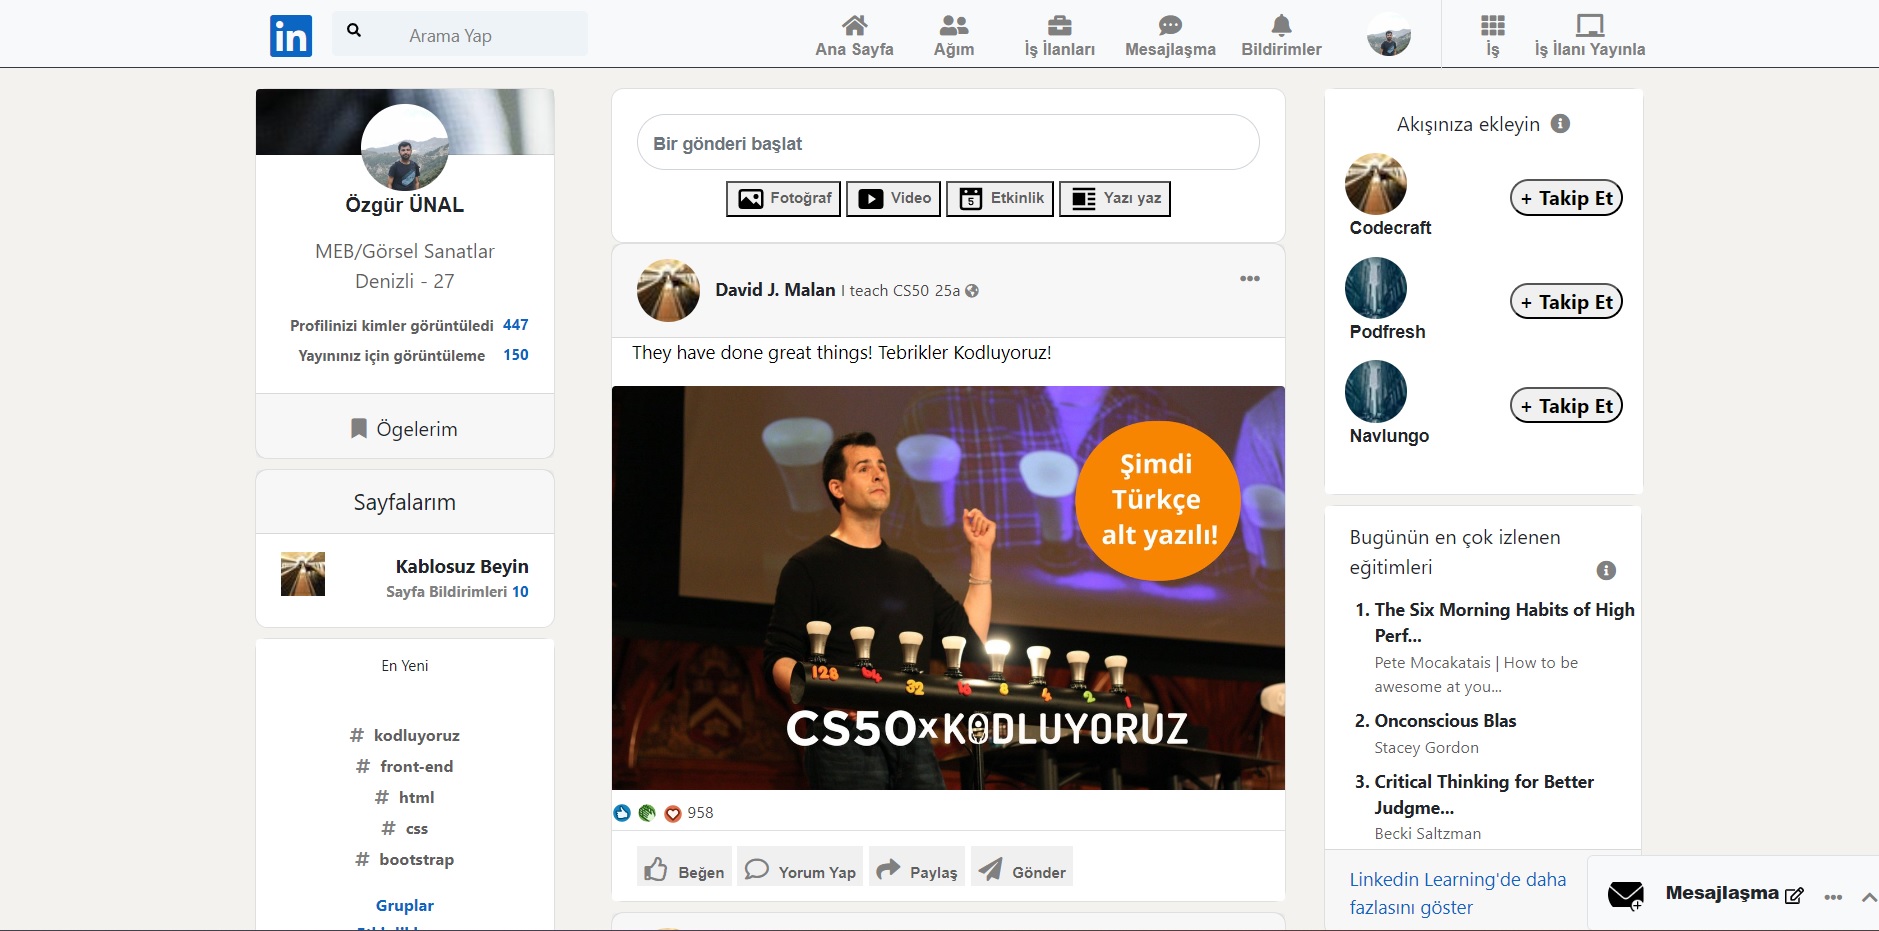 in
Arama Yap
Ana Sayfa
Ağım
İş İlanları
Mesajlaşma
Bildirimler
İş
İş İlanı Yayınla
Özgür ÜNAL
MEB/Görsel Sanatlar
Denizli - 27
Profilinizi kimler görüntüledi 447
Yayınınız için görüntüleme 150
Ögelerim
Sayfalarım
Kablosuz Beyin
Sayfa Bildirimleri 10
En Yeni
# kodluyoruz
# front-end
# html
# css
# bootstrap
Gruplar
Bir gönderi başlat
Fotoğraf
Video
5 Etkinlik
Yazı yaz
David J. Malan I teach CS50 25a
They have done great things! Tebrikler Kodluyoruz!
Şimdi
Türkçe
alt yazılı!
128 64 32 16 8 4 2 1
CS50xKODLUYORUZ
958
Beğen
Yorum Yap
Paylaş
Gönder
Akışınıza ekleyin
Codecraft
+ Takip Et
Podfresh
+ Takip Et
Navlungo
+ Takip Et
Bugünün en çok izlenen
eğitimleri
1. The Six Morning Habits of High
Perf...
Pete Mocakatais | How to be
awesome at you...
2. Onconscious Blas
Stacey Gordon
3. Critical Thinking for Better
Judgme...
Becki Saltzman
Linkedin Learning'de daha
fazlasını göster
Mesajlaşma